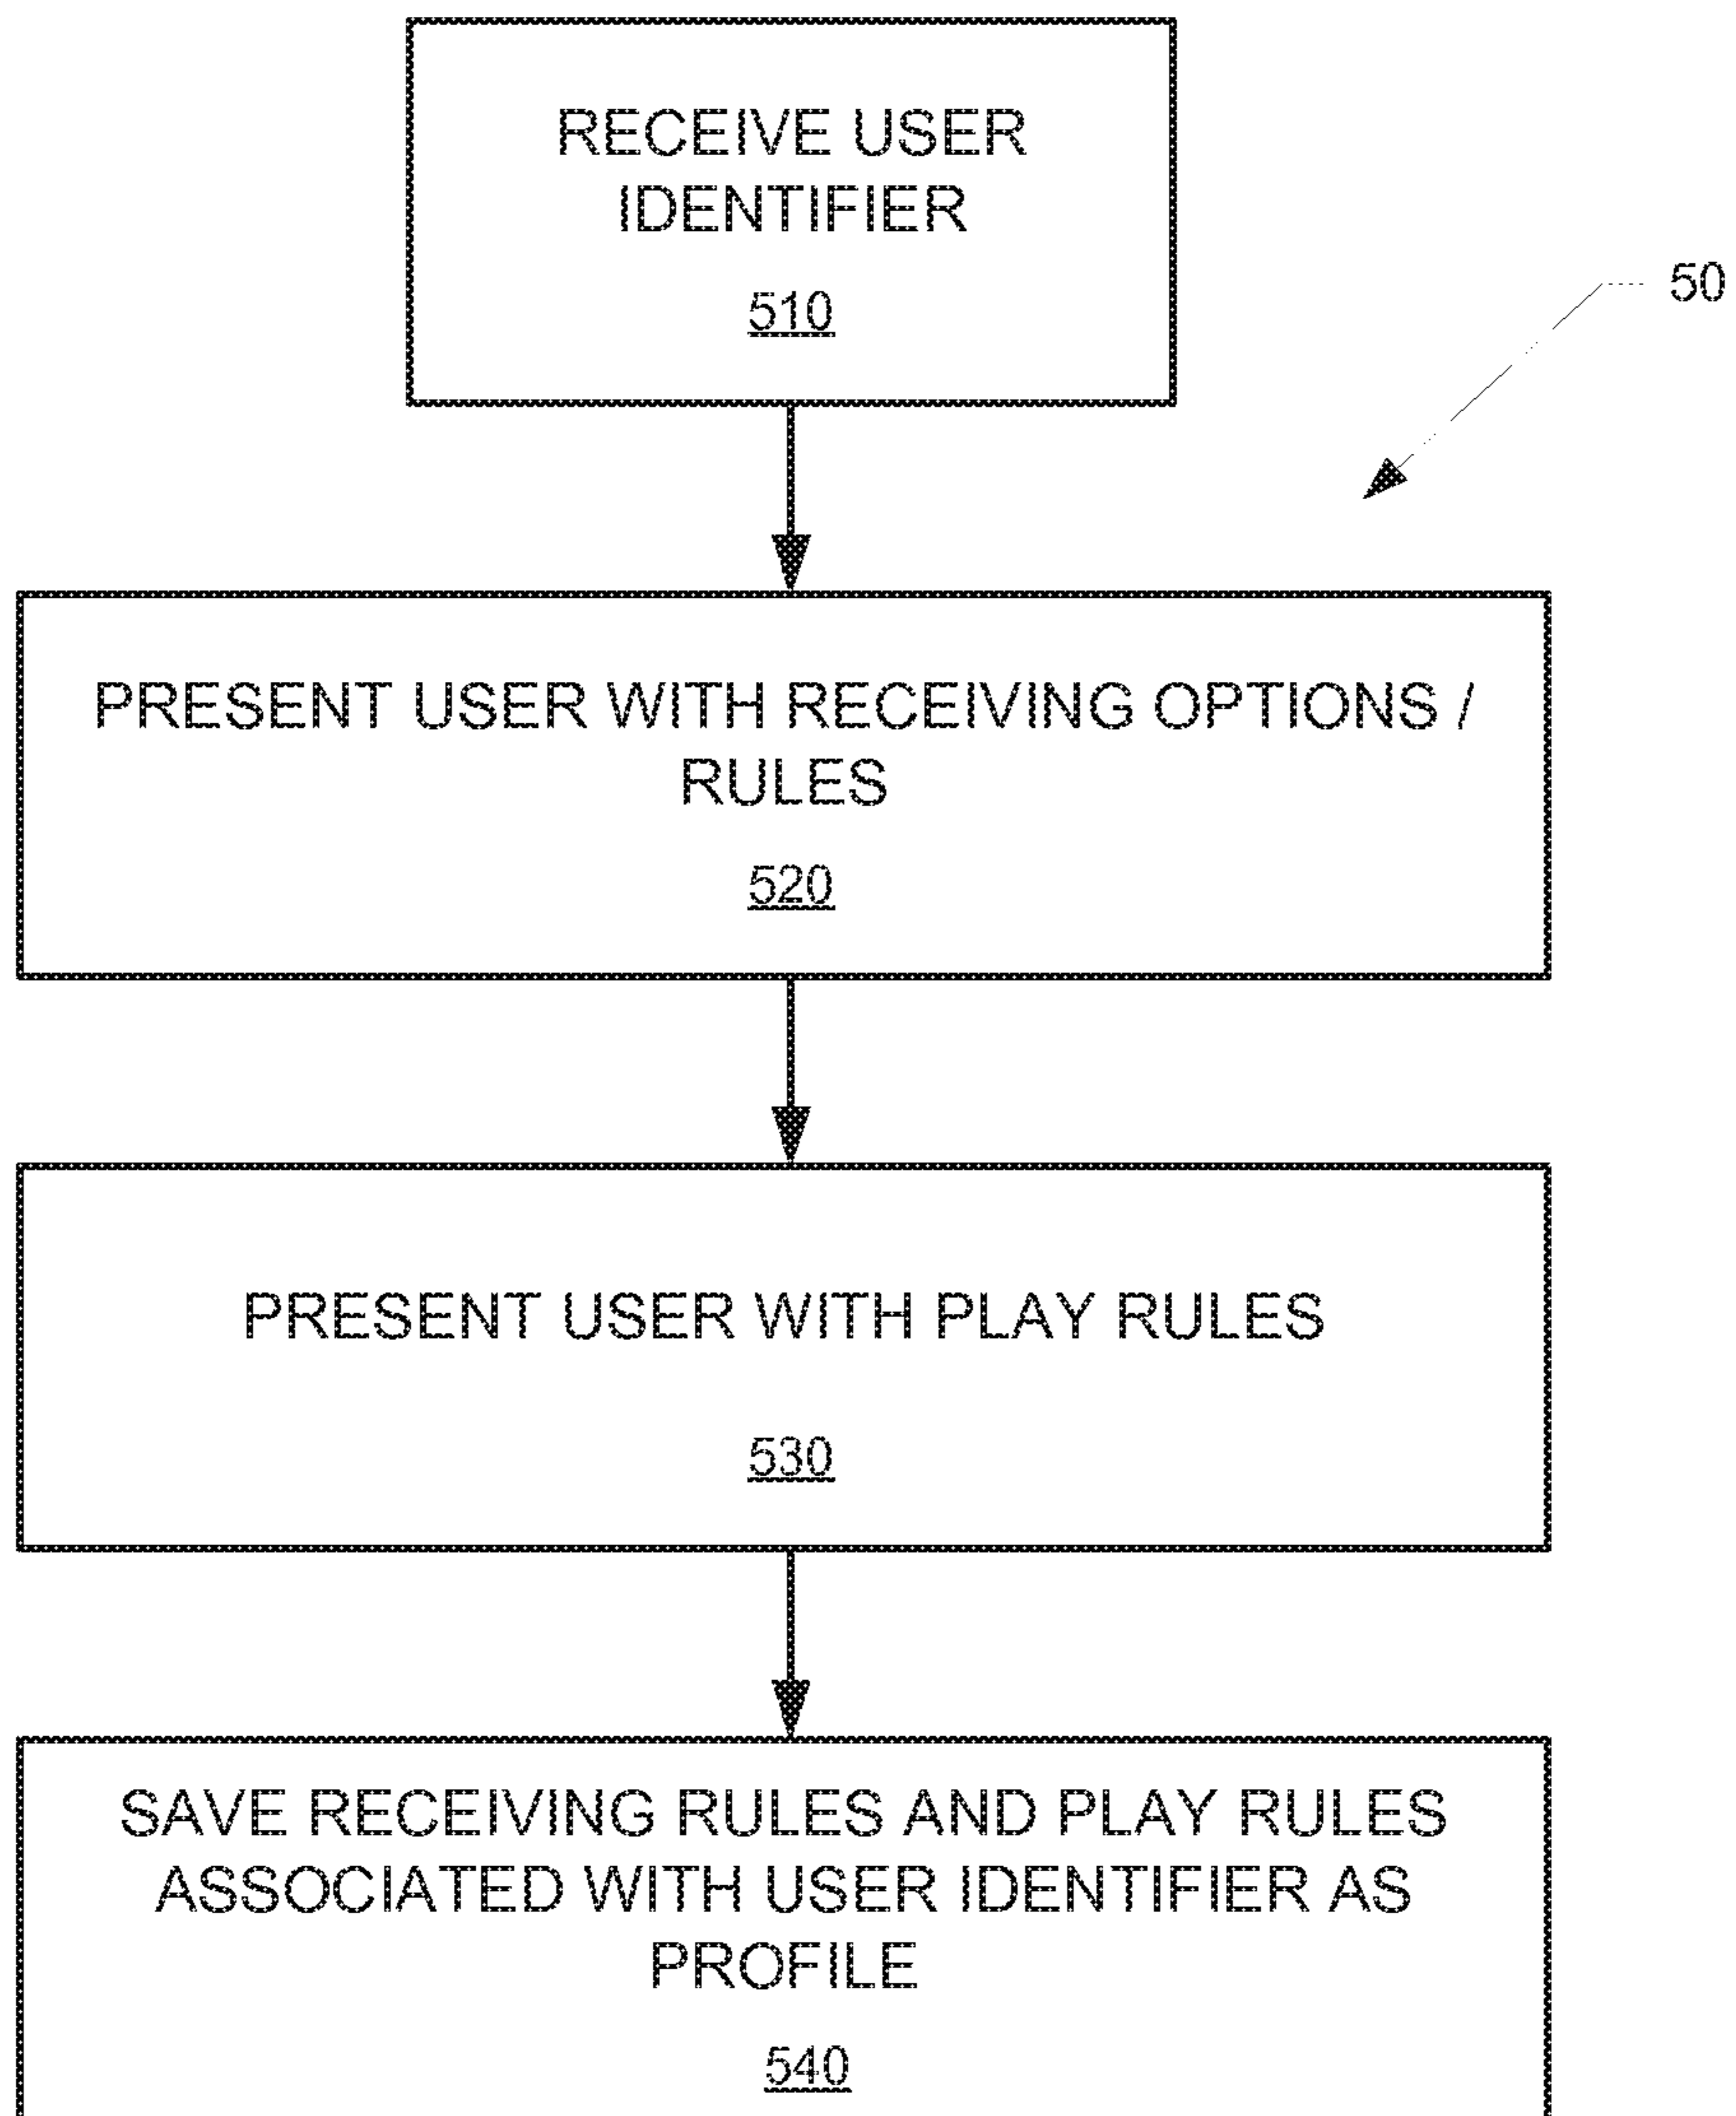 RECEIVE USER
IDENTIFIER
510
50
PRESENT USER WITH RECEIVING OPTIONS /
RULES
520
PRESENT USER WITH PLAY RULES
530
SAVE RECEIVING RULES AND PLAY RULES
ASSOCIATED WITH USER IDENTIFIER AS
PROFILE
540